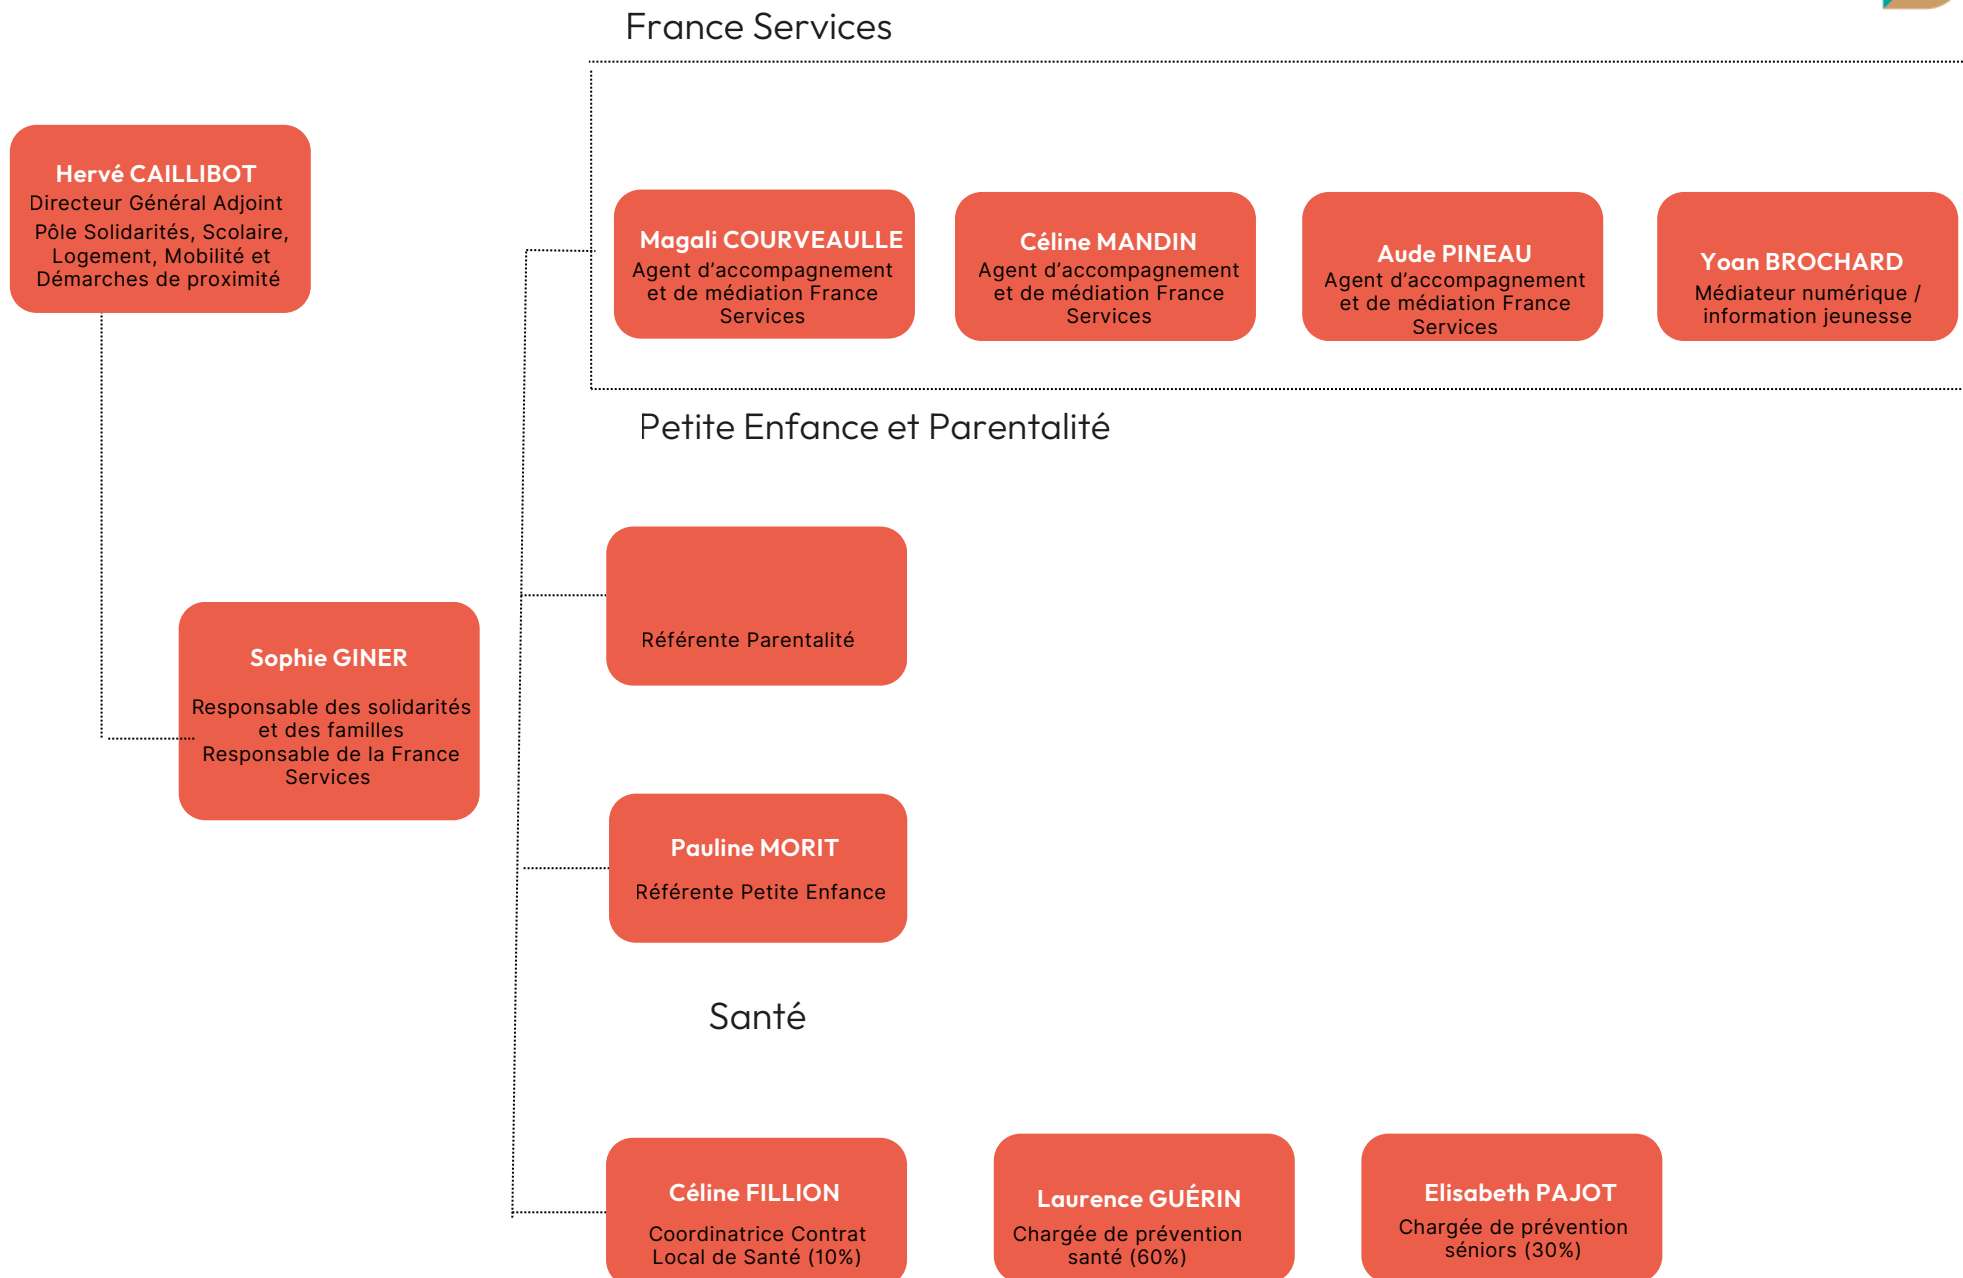 France Services
Hervé CAILLIBOT
Directeur Général Adjoint
Pôle Solidarités, Scolaire,
Logement, Mobilité et
Démarches de proximité
Magali COURVEAULLE
Agent d’accompagnement
et de médiation France
Services
Céline MANDIN
Agent d’accompagnement
et de médiation France
Services
Aude PINEAU
Agent d’accompagnement
et de médiation France
Services
Yoan BROCHARD
Médiateur numérique /
information jeunesse
Petite Enfance et Parentalité
Référente Parentalité
Sophie GINER
Responsable des solidarités
et des familles
Responsable de la France
Services
Pauline MORIT
Référente Petite Enfance
Santé
Céline FILLION
Coordinatrice Contrat
Local de Santé (10%)
Laurence GUÉRIN
Chargée de prévention
santé (60%)
Elisabeth PAJOT
Chargée de prévention
séniors (30%)